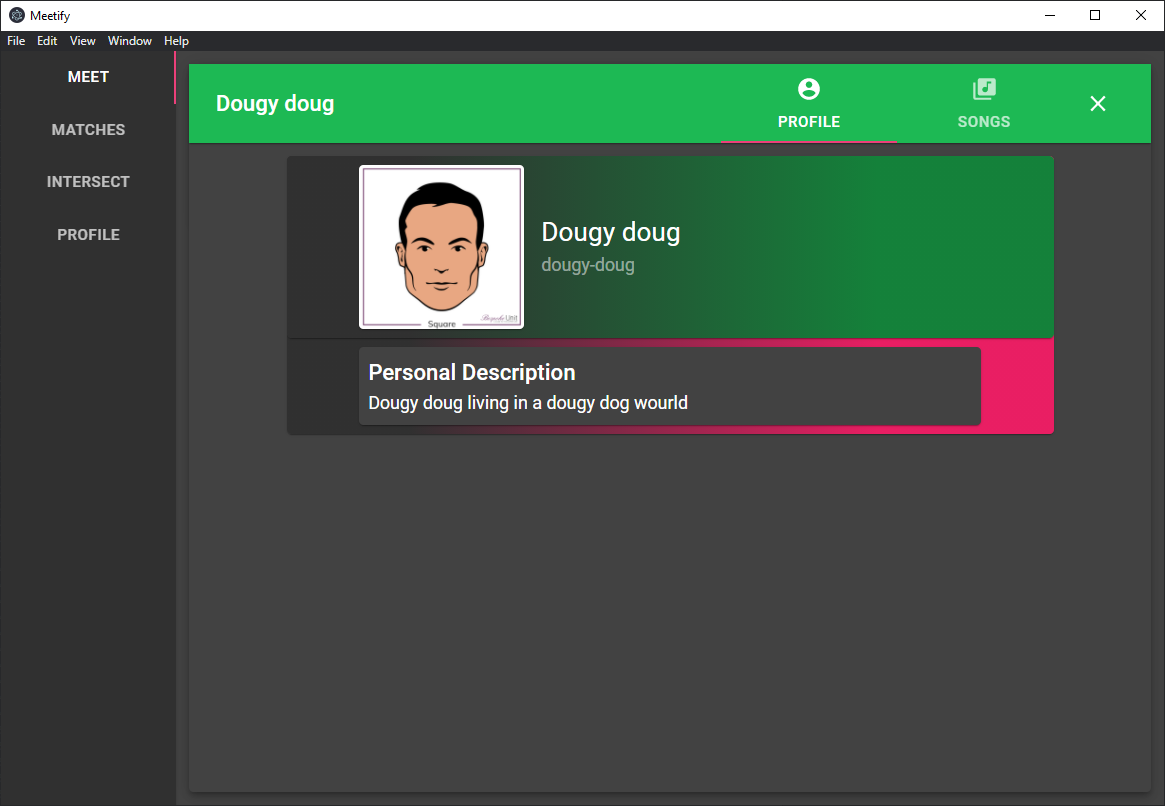 Meetify
File Edit View Window Help
MEET
MATCHES
INTERSECT
PROFILE
Dougy doug
PROFILE
SONGS
Square
Dougy doug
dougy-doug
Personal Description
Dougy doug living in a dougy dog wourld